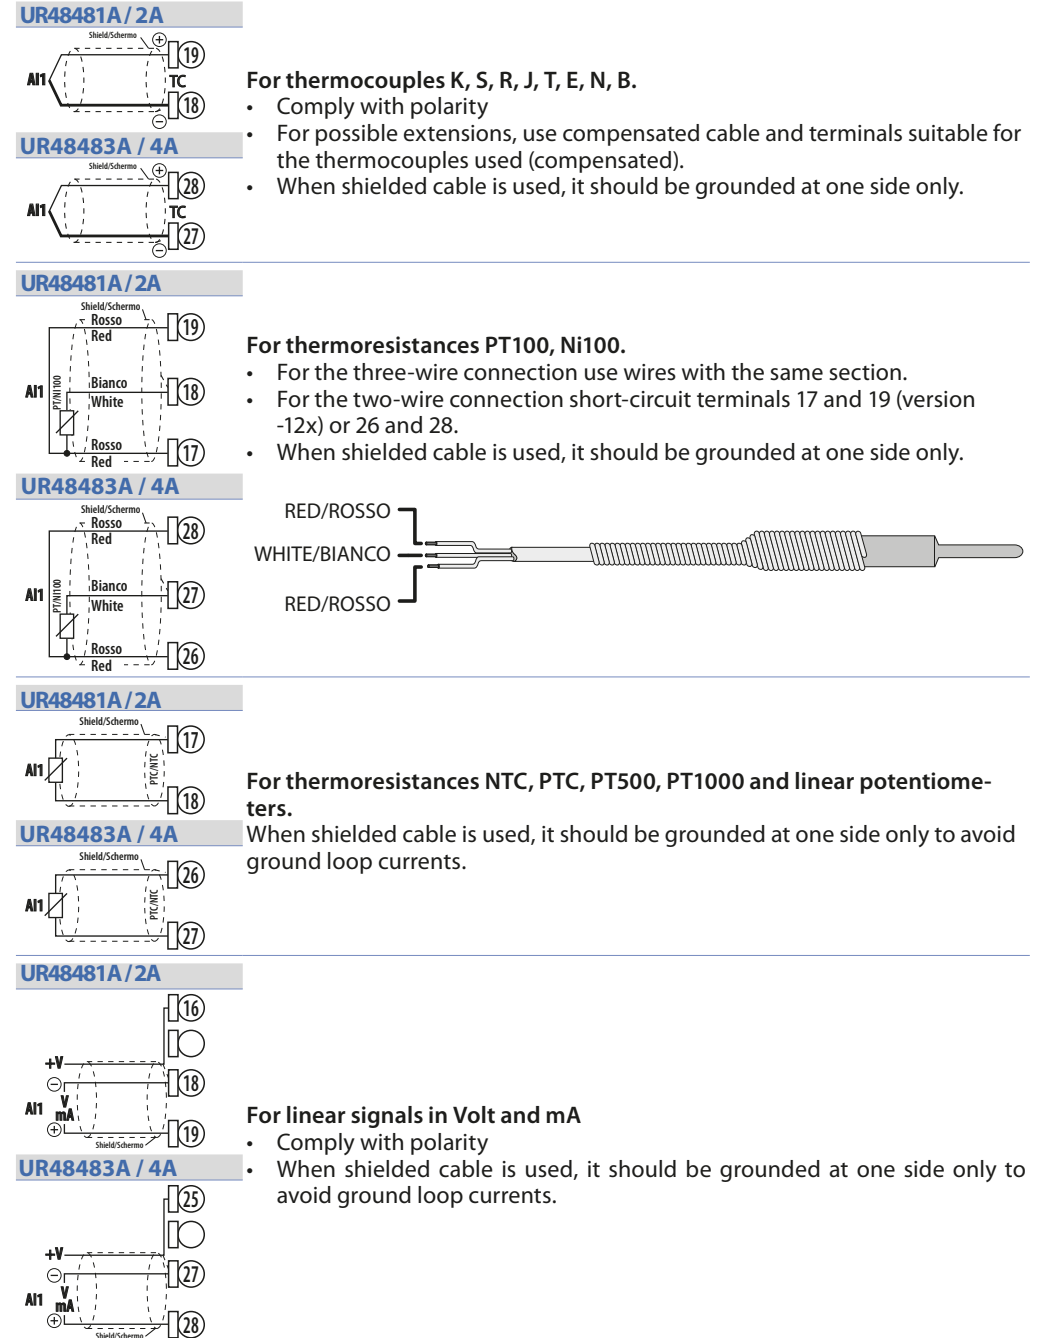 UR48481A / 2A
Shield/Schermo
+
19
AI1
TC
18
-
For thermocouples K, S, R, J, T, E, N, B.
• Comply with polarity
• For possible extensions, use compensated cable and terminals suitable for
the thermocouples used (compensated).
• When shielded cable is used, it should be grounded at one side only.
UR48483A / 4A
Shield/Schermo
+
28
AI1
TC
27
-
UR48481A / 2A
Shield/Schermo
Rosso
Red
19
AI1
PT/NI100
Bianco
White
18
Rosso
Red
17
For thermoresistances PT100, Ni100.
• For the three-wire connection use wires with the same section.
• For the two-wire connection short-circuit terminals 17 and 19 (version
-12x) or 26 and 28.
• When shielded cable is used, it should be grounded at one side only.
UR48483A / 4A
Shield/Schermo
Rosso
Red
28
AI1
PT/NI100
Bianco
White
27
Rosso
Red
26
RED/ROSSO
WHITE/BIANCO
RED/ROSSO
UR48481A / 2A
Shield/Schermo
17
AI1
PTC/NTC
18
For thermoresistances NTC, PTC, PT500, PT1000 and linear potentiome-
ters.
When shielded cable is used, it should be grounded at one side only to avoid
ground loop currents.
UR48483A / 4A
Shield/Schermo
26
AI1
PTC/NTC
27
UR48481A / 2A
16
+V
-
18
AI1
V
mA
+
19
Shield/Schermo
For linear signals in Volt and mA
• Comply with polarity
• When shielded cable is used, it should be grounded at one side only to
avoid ground loop currents.
UR48483A / 4A
25
+V
-
27
AI1
V
mA
+
28
Shield/Schermo